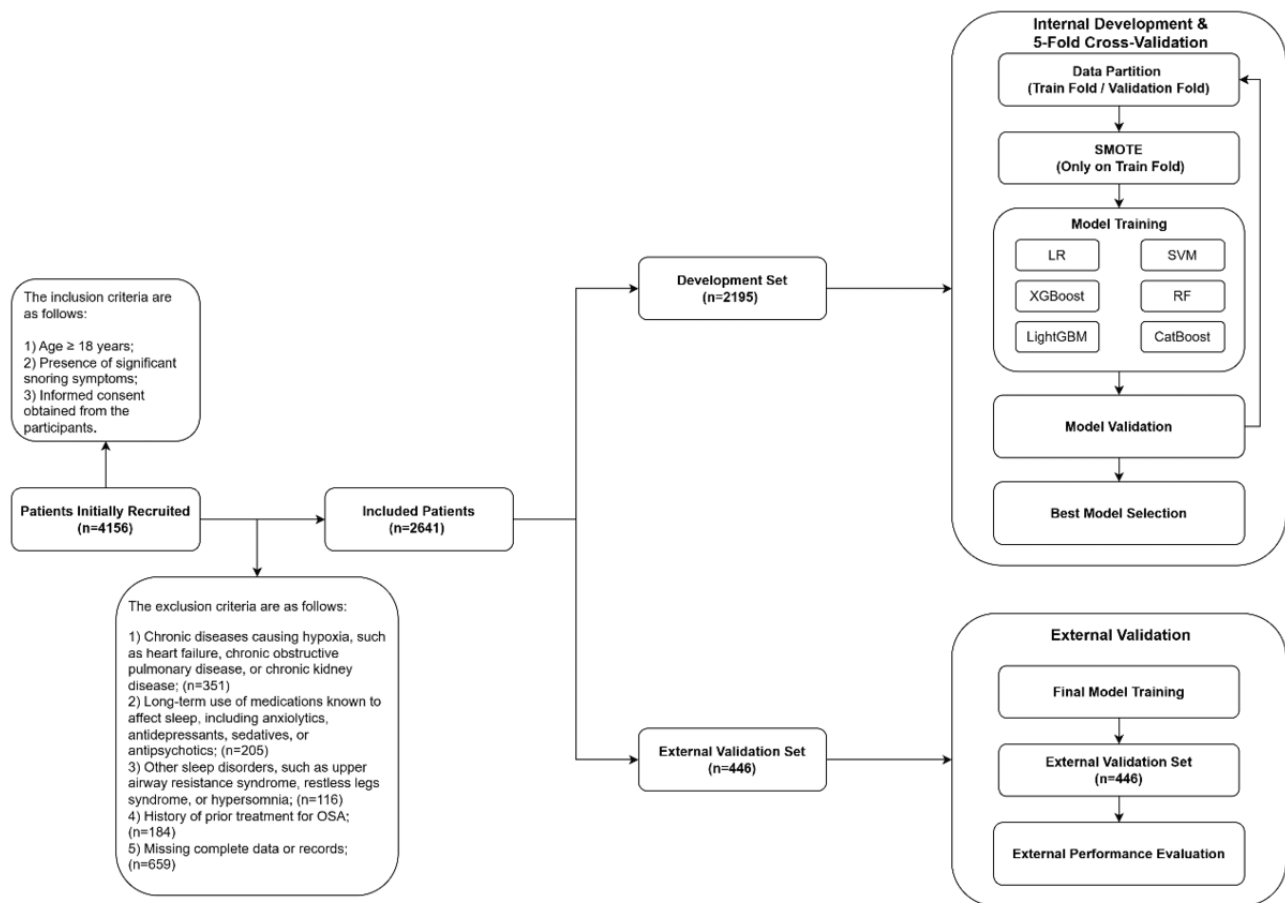 The inclusion criteria are
as follows:
1) Age ≥ 18 years;
2) Presence of significant
snoring symptoms;
3) Informed consent
obtained from the
participants.
Patients Initially Recruited
(n=4156)
Included Patients
(n=2641)
The exclusion criteria are as follows:
1) Chronic diseases causing hypoxia, such
as heart failure, chronic obstructive
pulmonary disease, or chronic kidney
disease; (n=351)
2) Long-term use of medications known to
affect sleep, including anxiolytics,
antidepressants, sedatives, or
antipsychotics; (n=205)
3) Other sleep disorders, such as upper
airway resistance syndrome, restless legs
syndrome, or hypersomnia; (n=116)
4) History of prior treatment for OSA;
(n=184)
5) Missing complete data or records;
(n=659)
Development Set
(n=2195)
Internal Development &
5-Fold Cross-Validation
Data Partition
(Train Fold / Validation Fold)
SMOTE
(Only on Train Fold)
Model Training
LR
SVM
XGBoost
RF
LightGBM
CatBoost
Model Validation
Best Model Selection
External Validation Set
(n=446)
External Validation
Final Model Training
External Validation Set
(n=446)
External Performance Evaluation